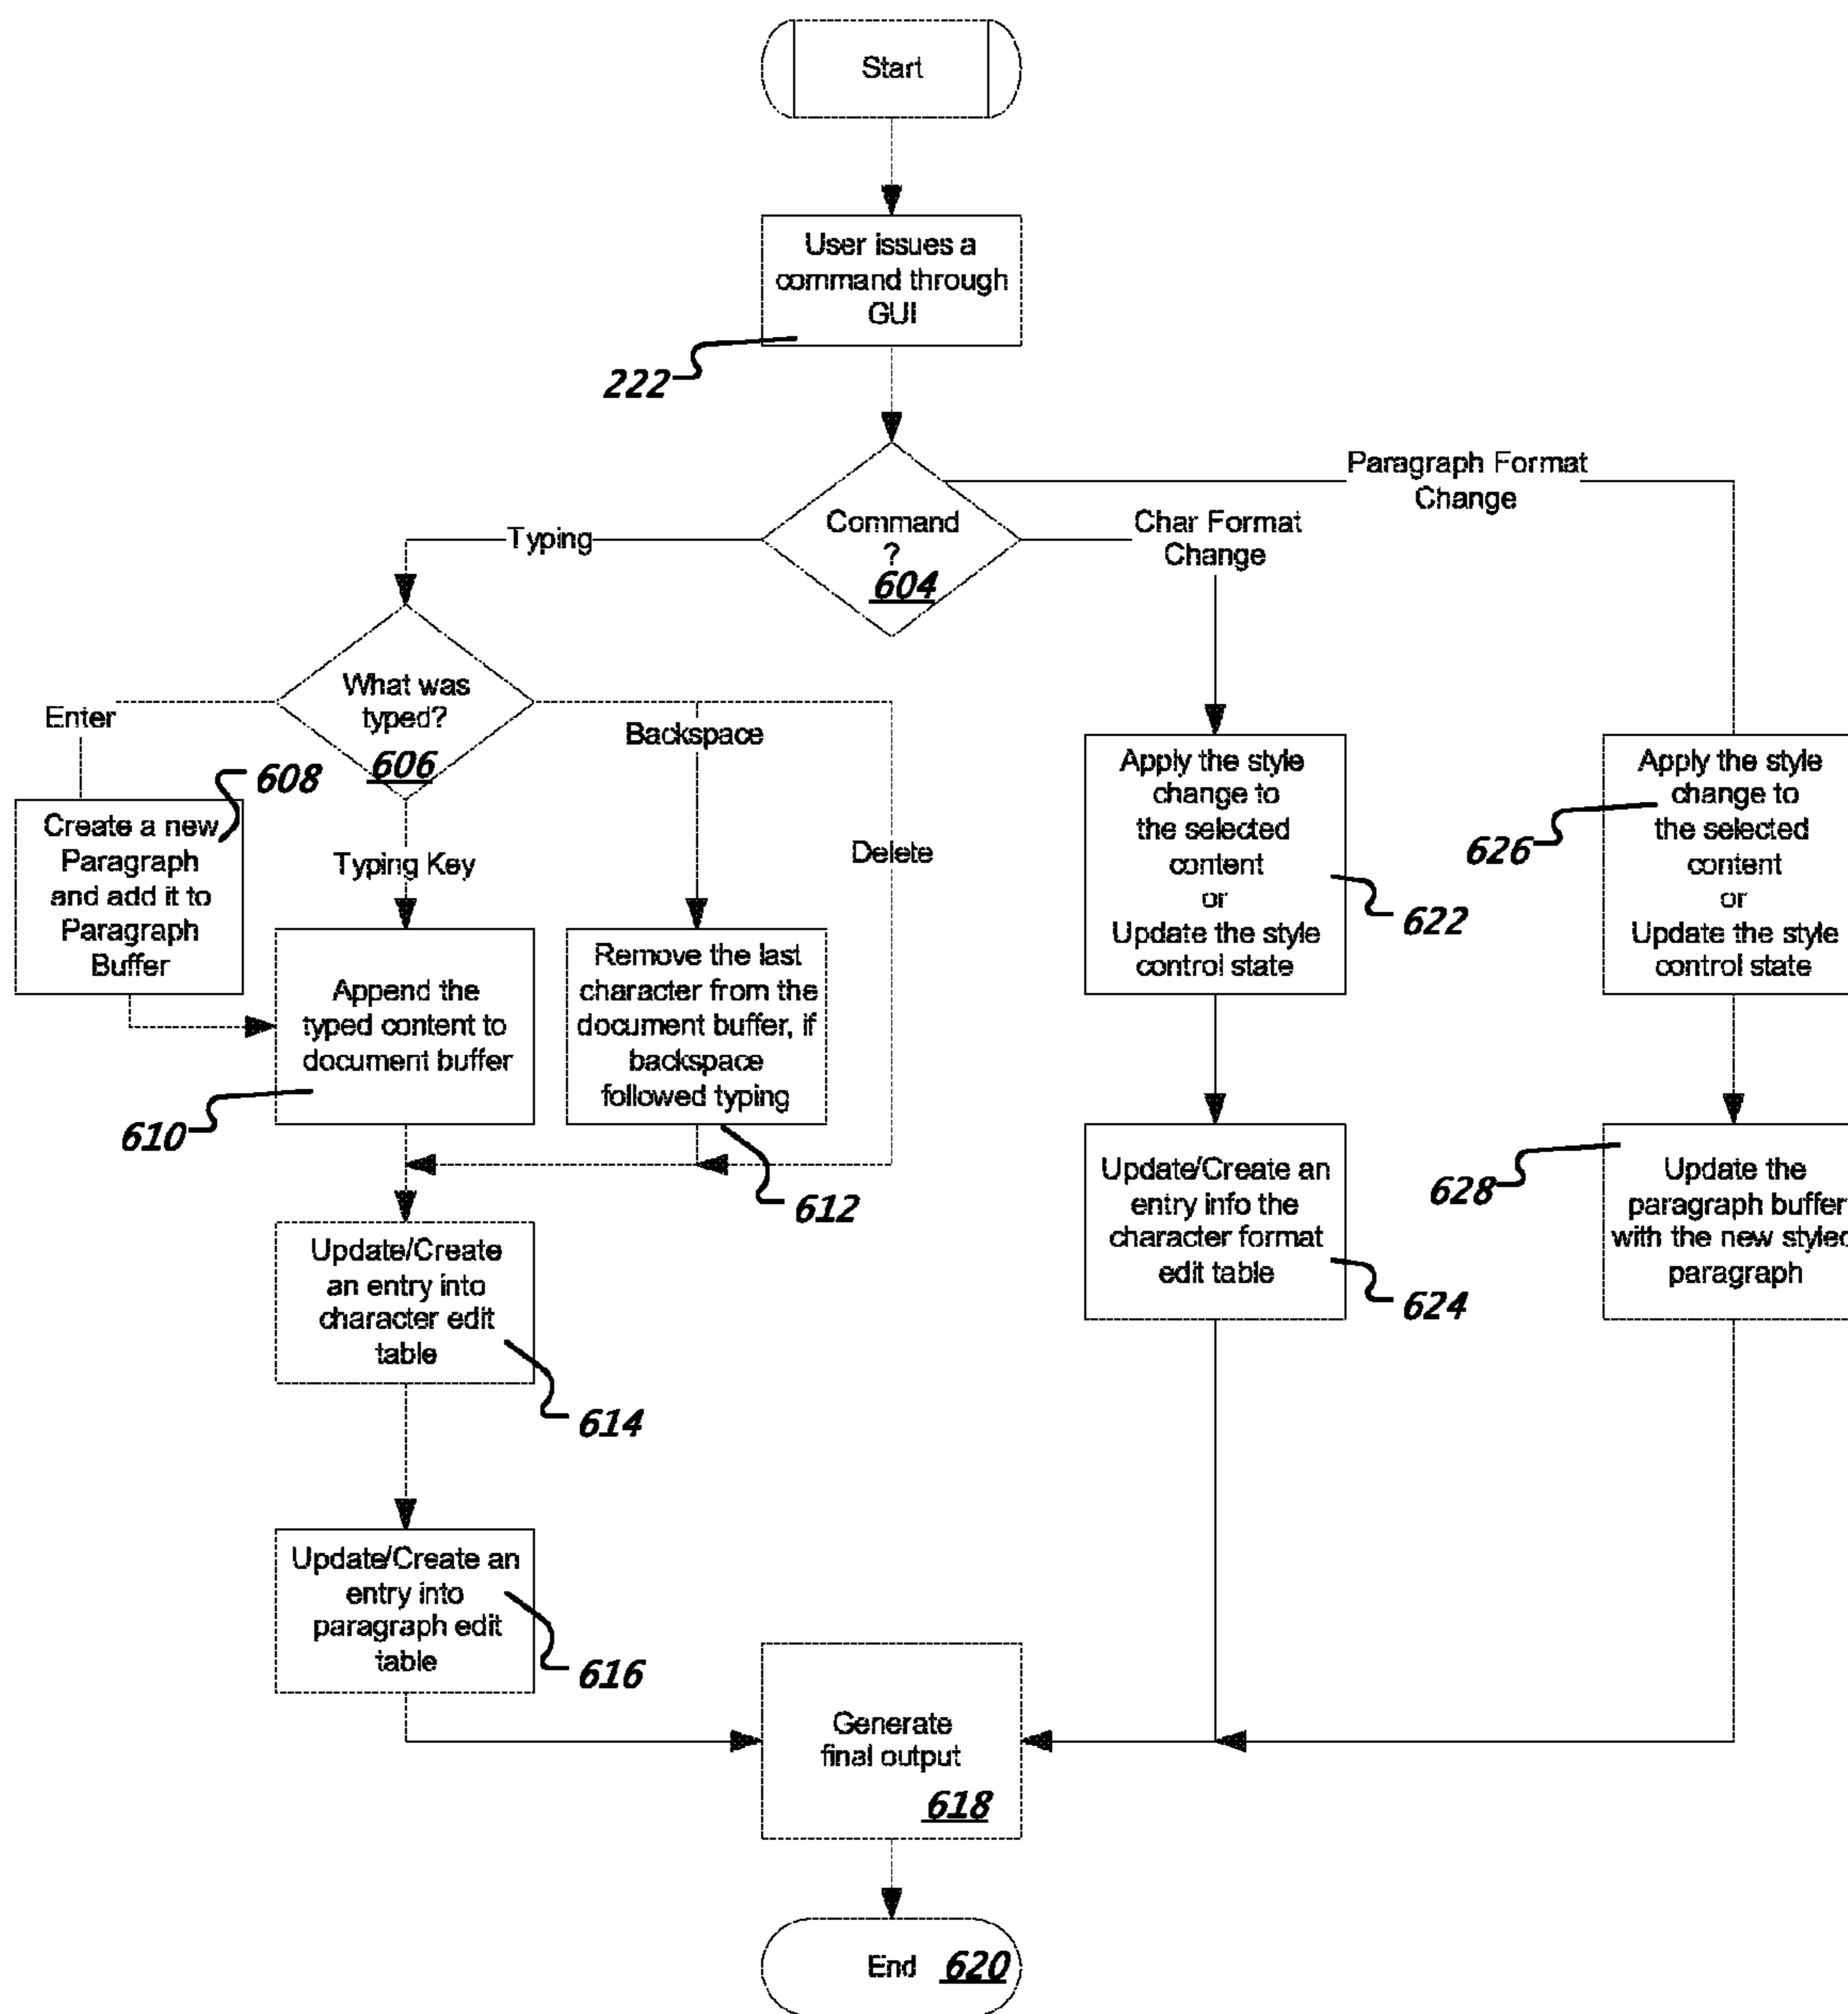 Start
User issues a
command through
GUI
222
Paragraph Format
Change
Command
?
604
Typing
Char Format
Change
What was
typed?
606
Enter
Backspace
608
Create a new
Paragraph
and add it to
Paragraph
Buffer
Typing Key
Delete
Apply the style
change to
the selected
content
or
Update the style
control state
622
Apply the style
change to
the selected
content
or
Update the style
control state
626
Append the
typed content to
document buffer
610
Remove the last
character from the
document buffer, if
backspace
followed typing
612
Update/Create an
entry info the
character format
edit table
624
Update the
paragraph buffer
with the new styled
paragraph
628
Update/Create
an entry into
character edit
table
614
Update/Create an
entry into
paragraph edit
table
616
Generate
final output
618
End 620